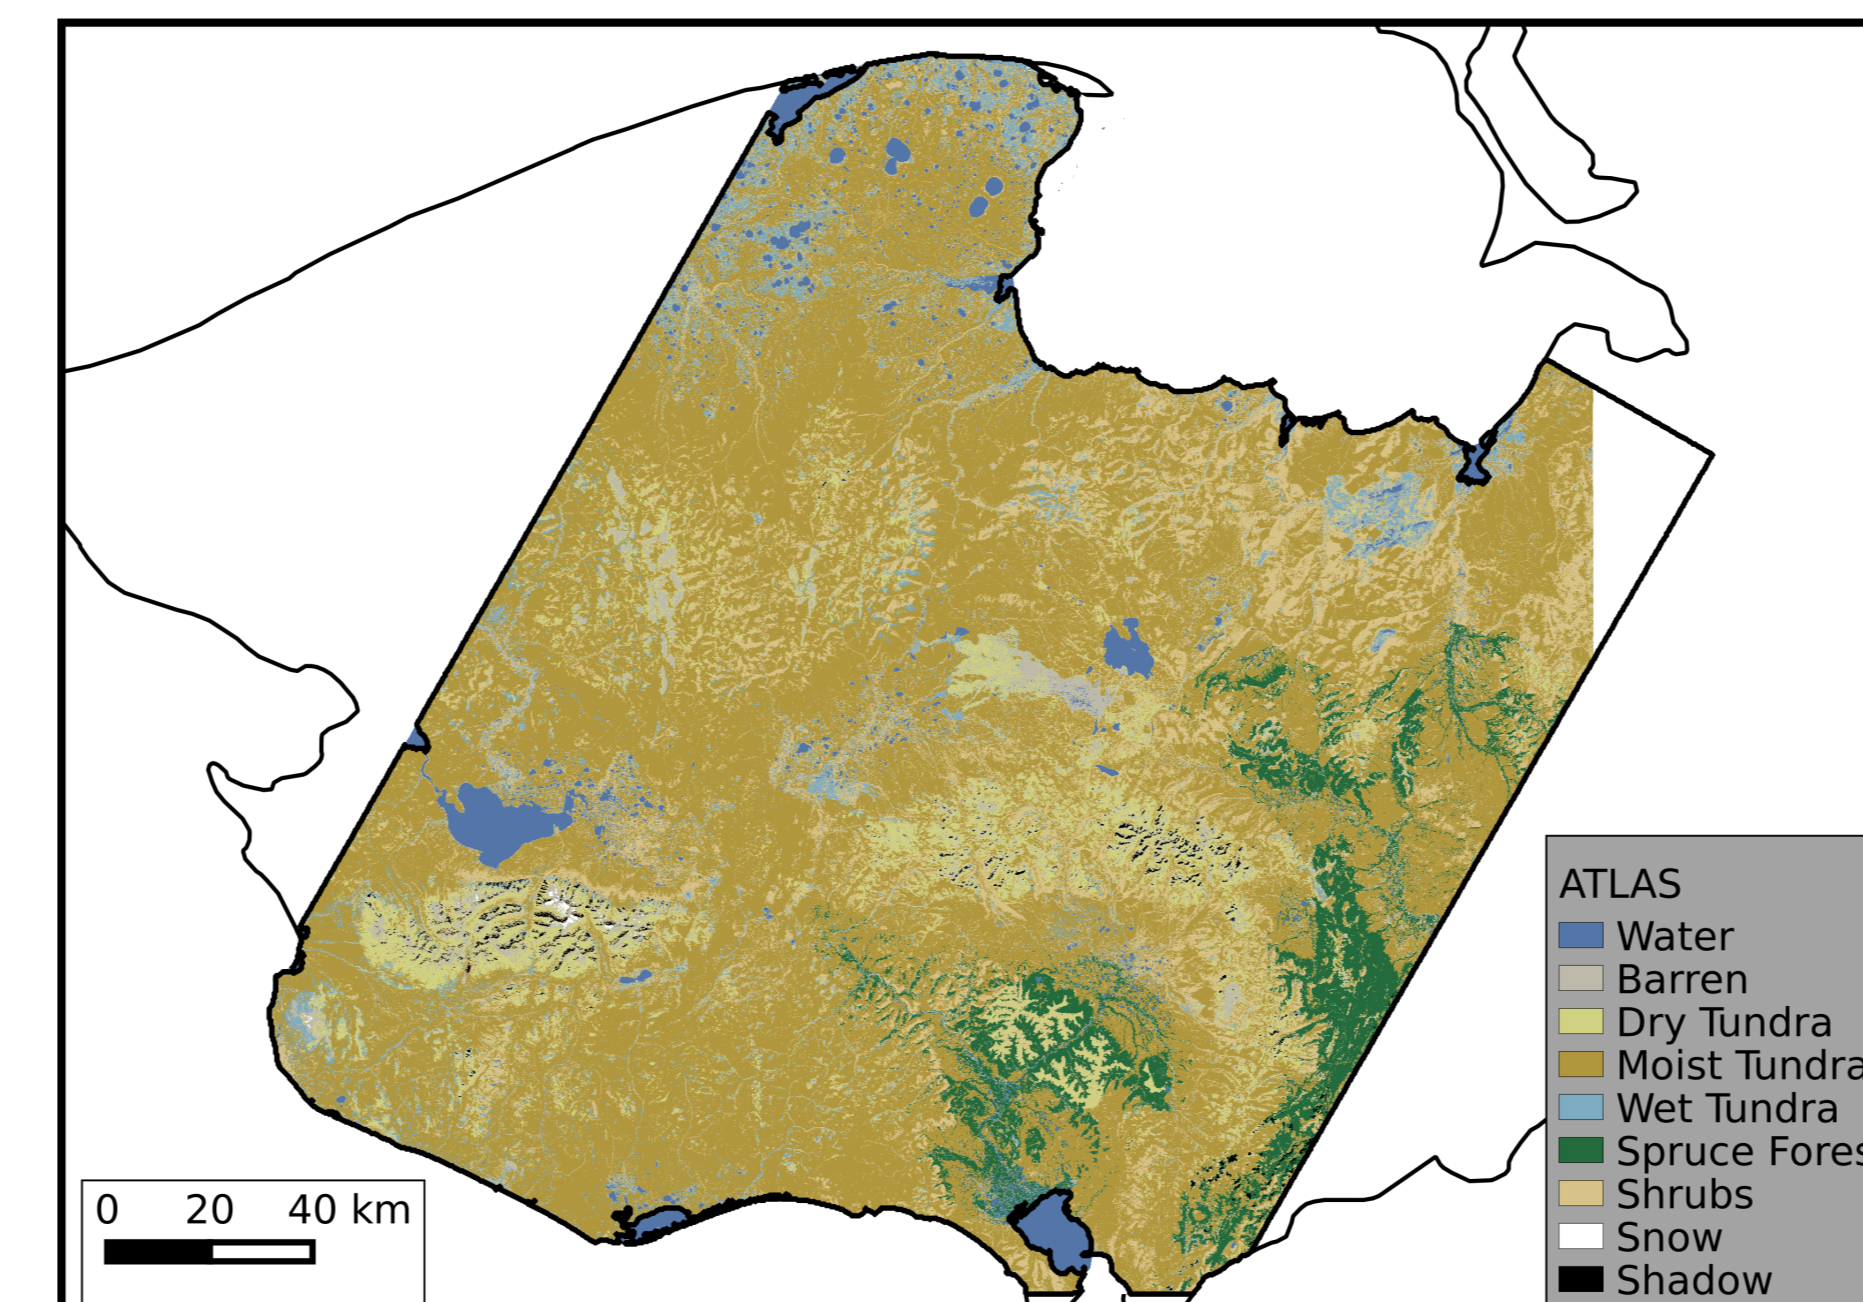 ATLAS
Water
Barren
Dry Tundra
Moist Tundra
Wet Tundra
Spruce Fores
Shrubs
Snow
Shadow
0 20 40 km